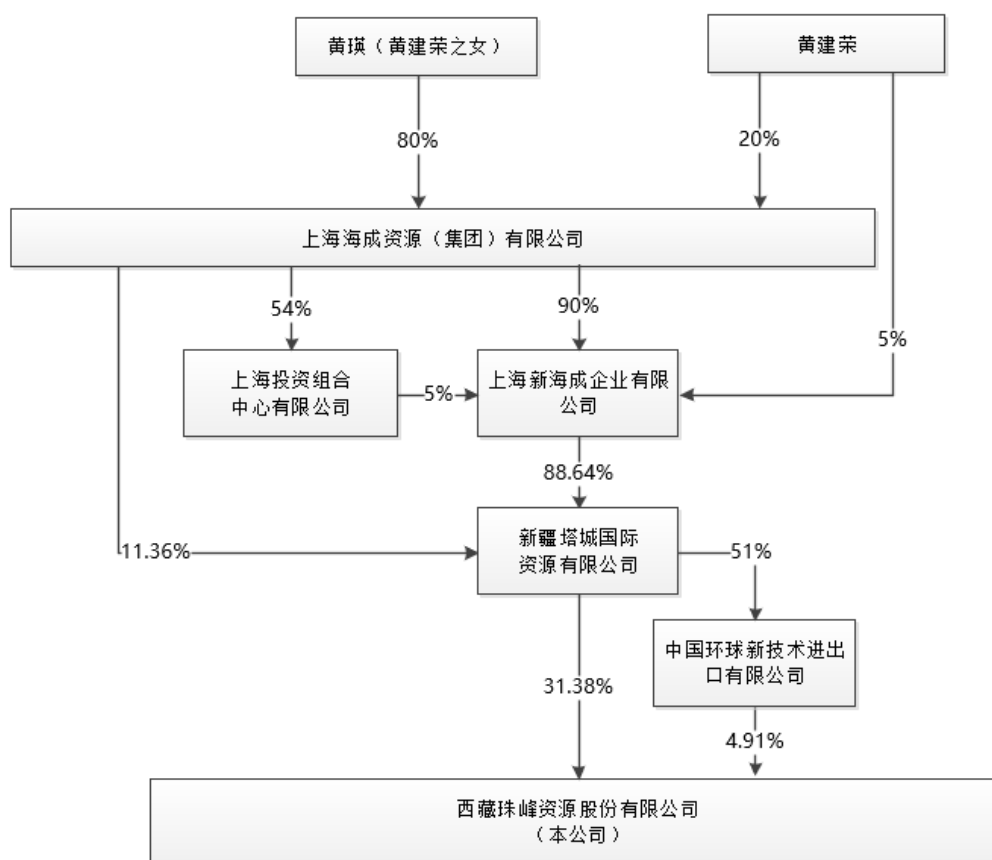 黄瑛（黄建荣之女）
黄建荣
80%
20%
上海海成资源（集团）有限公司
54%
90%
5%
上海投资组合
中心有限公司
5%
上海新海成企业有限
公司
88.64%
11.36%
新疆塔城国际
资源有限公司
51%
中国环球新技术进出
口有限公司
31.38%
4.91%
西藏珠峰资源股份有限公司
（本公司）